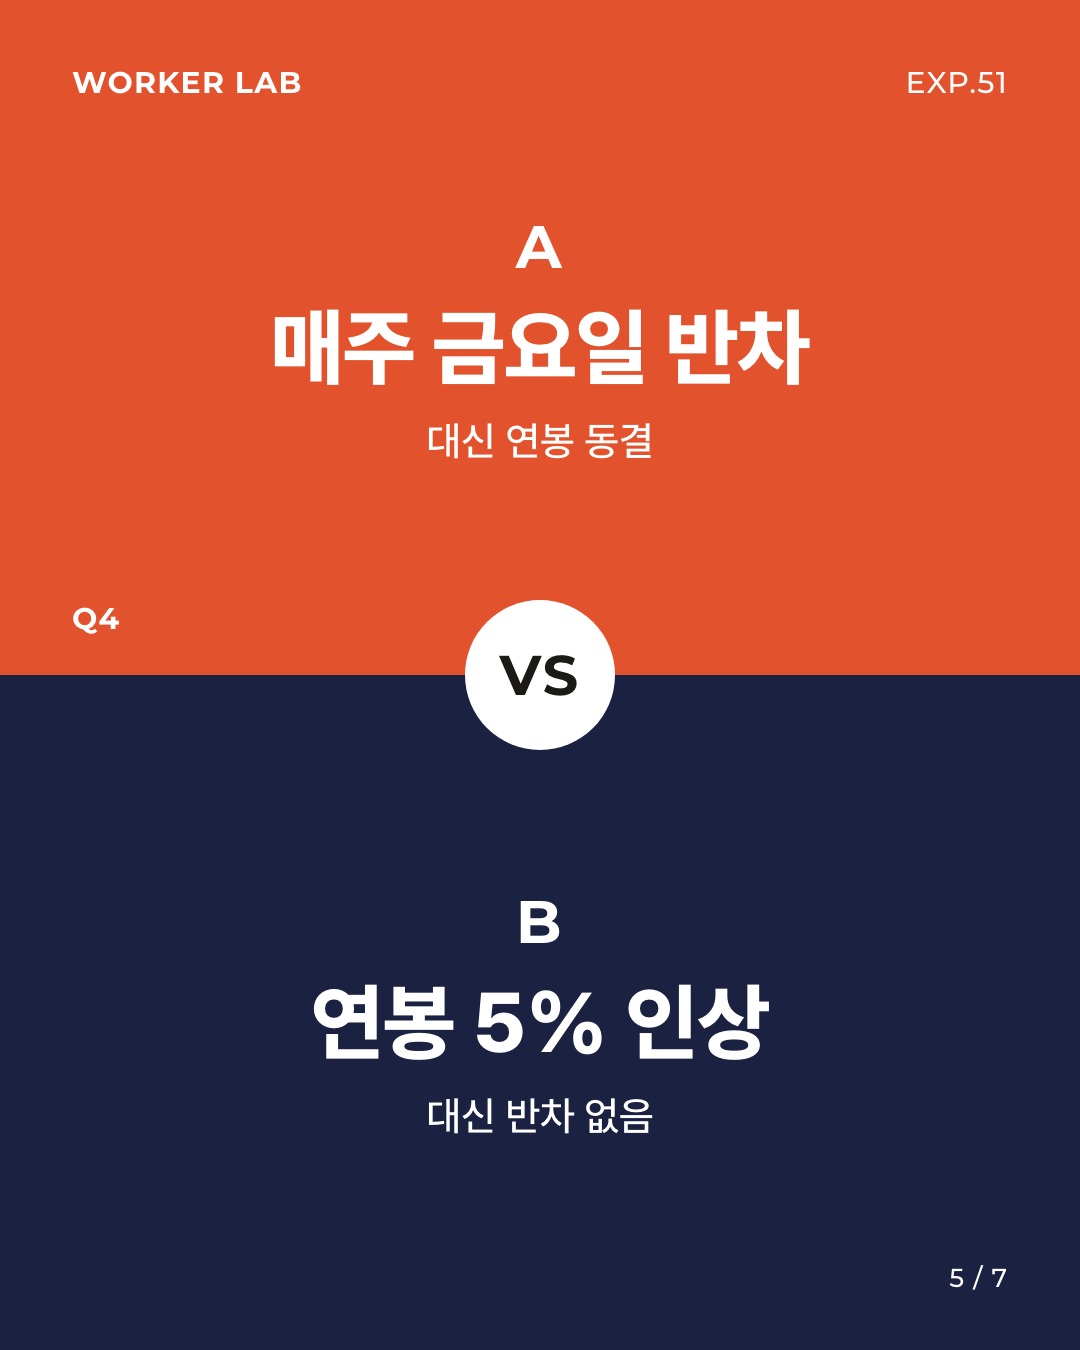 WORKER LAB
EXP.51
A
매주 금요일 반차
대신 연봉 동결
Q4
VS
B
연봉 5% 인상
대신 반차 없음
5 / 7